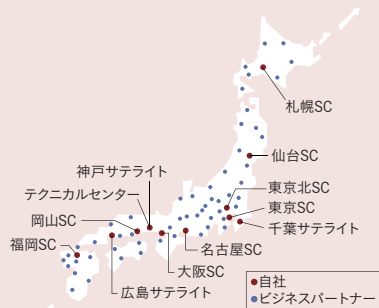 札幌SC
仙台SC
神戸サテライト
テクニカルセンター
東京北SC
岡山SC
東京SC
千葉サテライト
福岡SC
名古屋SC
大阪SC
広島サテライト
自社
ビジネスパートナー